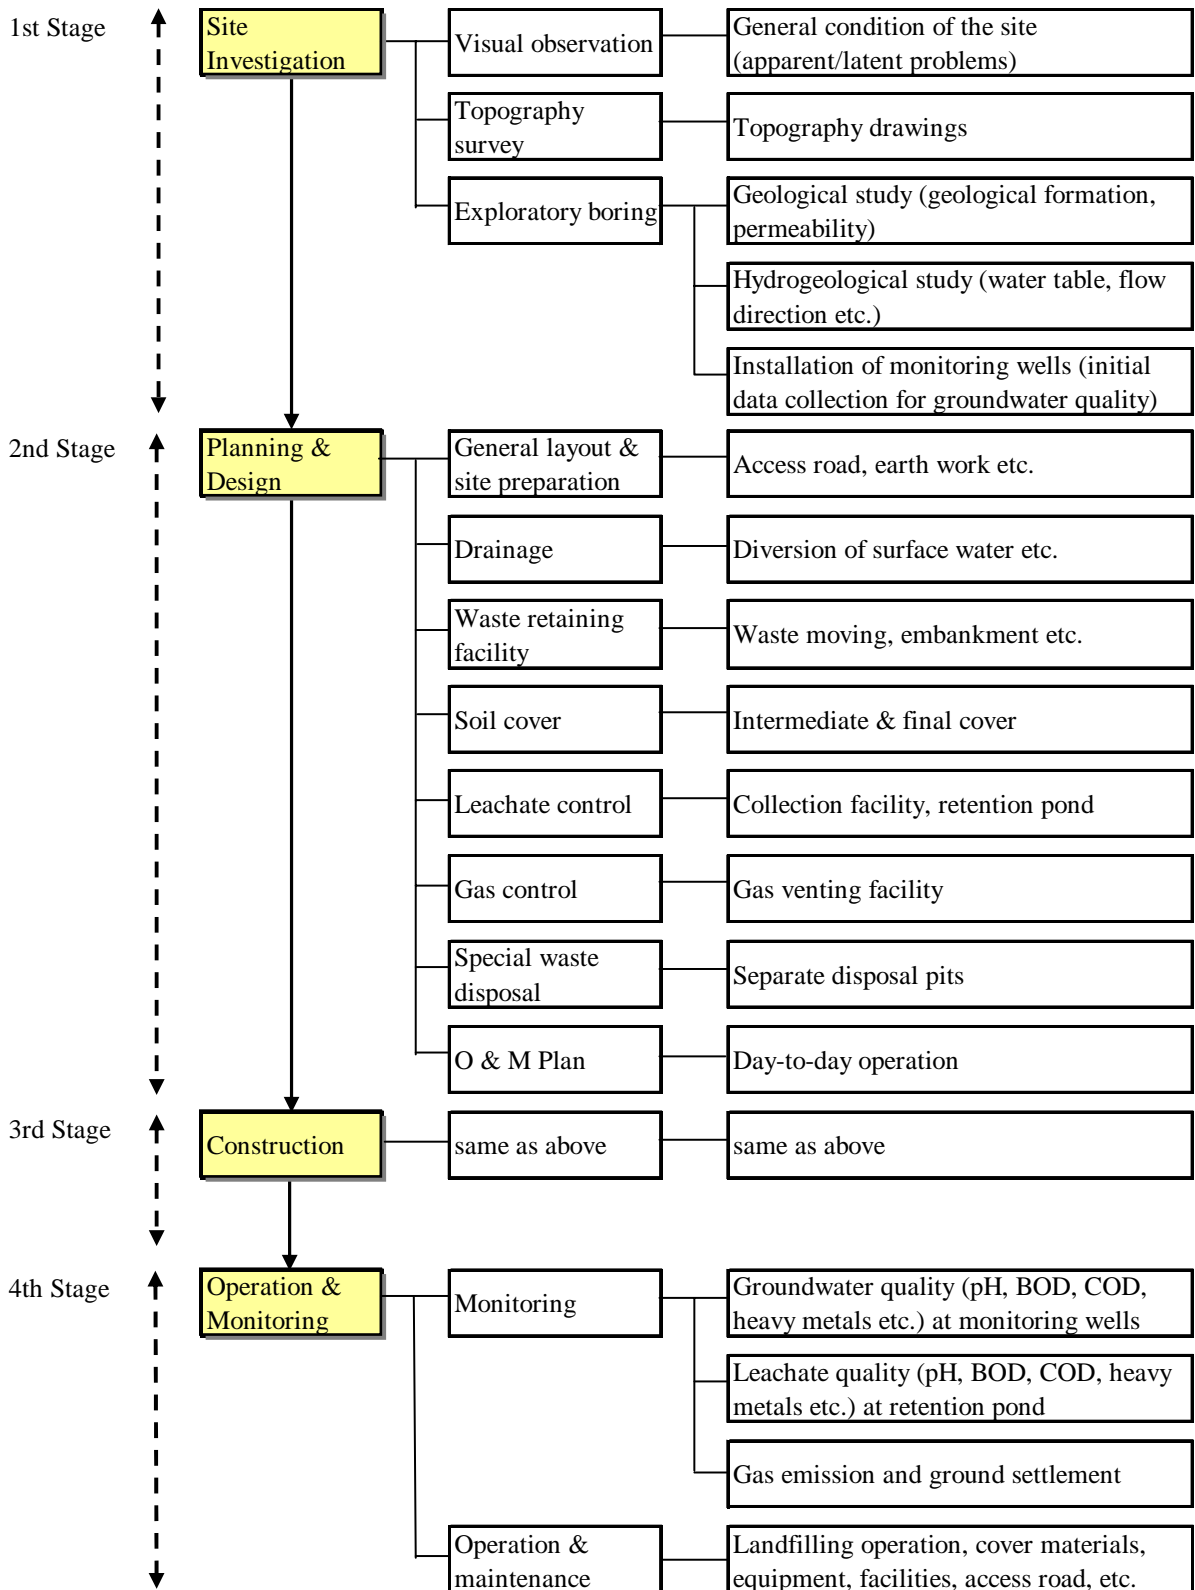 1st Stage
Site
Investigation
Visual observation
General condition of the site
(apparent/latent problems)
Topography
survey
Topography drawings
Exploratory boring
Geological study (geological formation,
permeability)
Hydrogeological study (water table, flow
direction etc.)
Installation of monitoring wells (initial
data collection for groundwater quality)
2nd Stage
Planning &
Design
General layout &
site preparation
Access road, earth work etc.
Drainage
Diversion of surface water etc.
Waste retaining
facility
Waste moving, embankment etc.
Soil cover
Intermediate & final cover
Leachate control
Collection facility, retention pond
Gas control
Gas venting facility
Special waste
disposal
Separate disposal pits
O & M Plan
Day-to-day operation
3rd Stage
Construction
same as above
same as above
4th Stage
Operation &
Monitoring
Monitoring
Groundwater quality (pH, BOD, COD,
heavy metals etc.) at monitoring wells
Leachate quality (pH, BOD, COD, heavy
metals etc.) at retention pond
Gas emission and ground settlement
Operation &
maintenance
Landfilling operation, cover materials,
equipment, facilities, access road, etc.